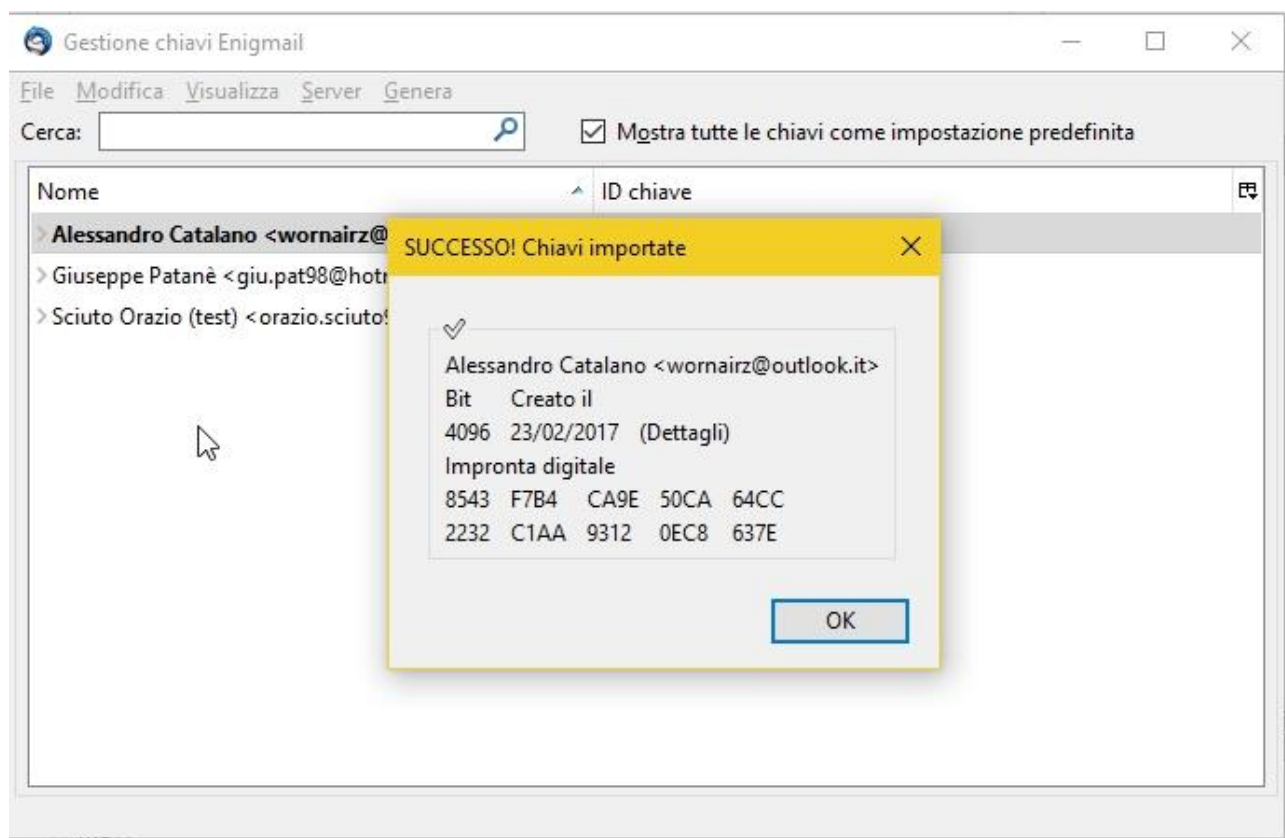 Gestione chiavi Enigmail
File Modifica Visualizza Server Genera
Cerca: Mostra tutte le chiavi come impostazione predefinita
Nome ID chiave
Alessandro Catalano <wornairz@
Giuseppe Patanè <giu.pat98@hot
Sciuto Orazio (test) <orazio.sciuto
SUCCESSO! Chiavi importate
Alessandro Catalano <wornairz@outlook.it>
Bit Creato il
4096 23/02/2017 (Dettagli)
Impronta digitale
8543 F7B4 CA9E 50CA 64CC
2232 C1AA 9312 0EC8 637E
OK